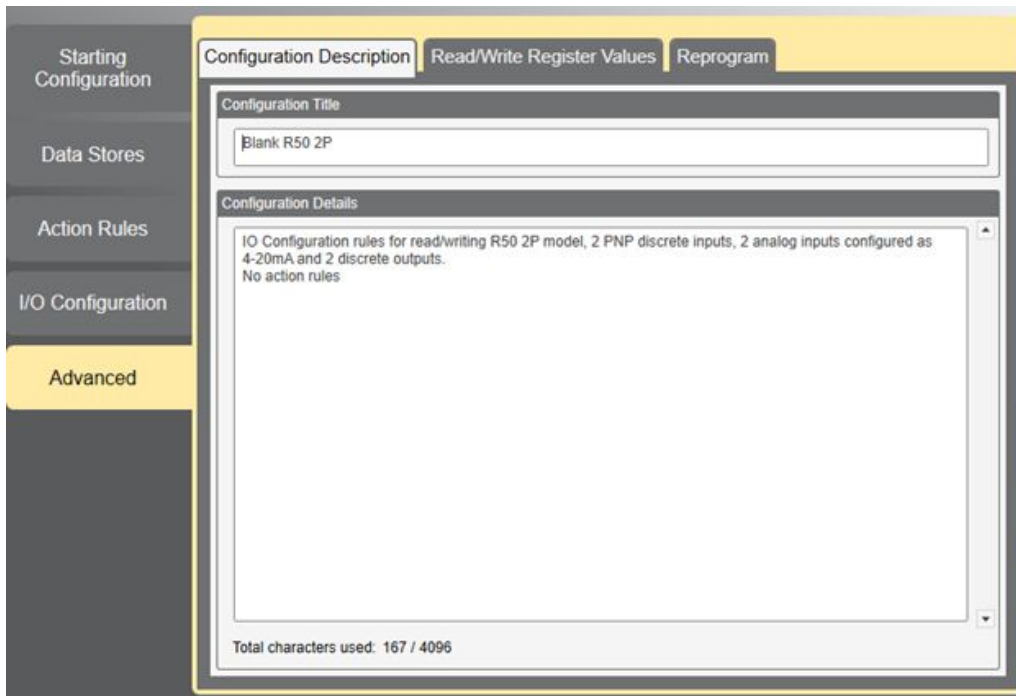 Starting
Configuration
Data Stores
Action Rules
I/O Configuration
Advanced
Configuration Description
Read/Write Register Values
Reprogram
Configuration Title
Blank R50 2P
Configuration Details
IO Configuration rules for read/writing R50 2P model, 2 PNP discrete inputs, 2 analog inputs configured as
4-20mA and 2 discrete outputs.
No action rules
Total characters used: 167 / 4096